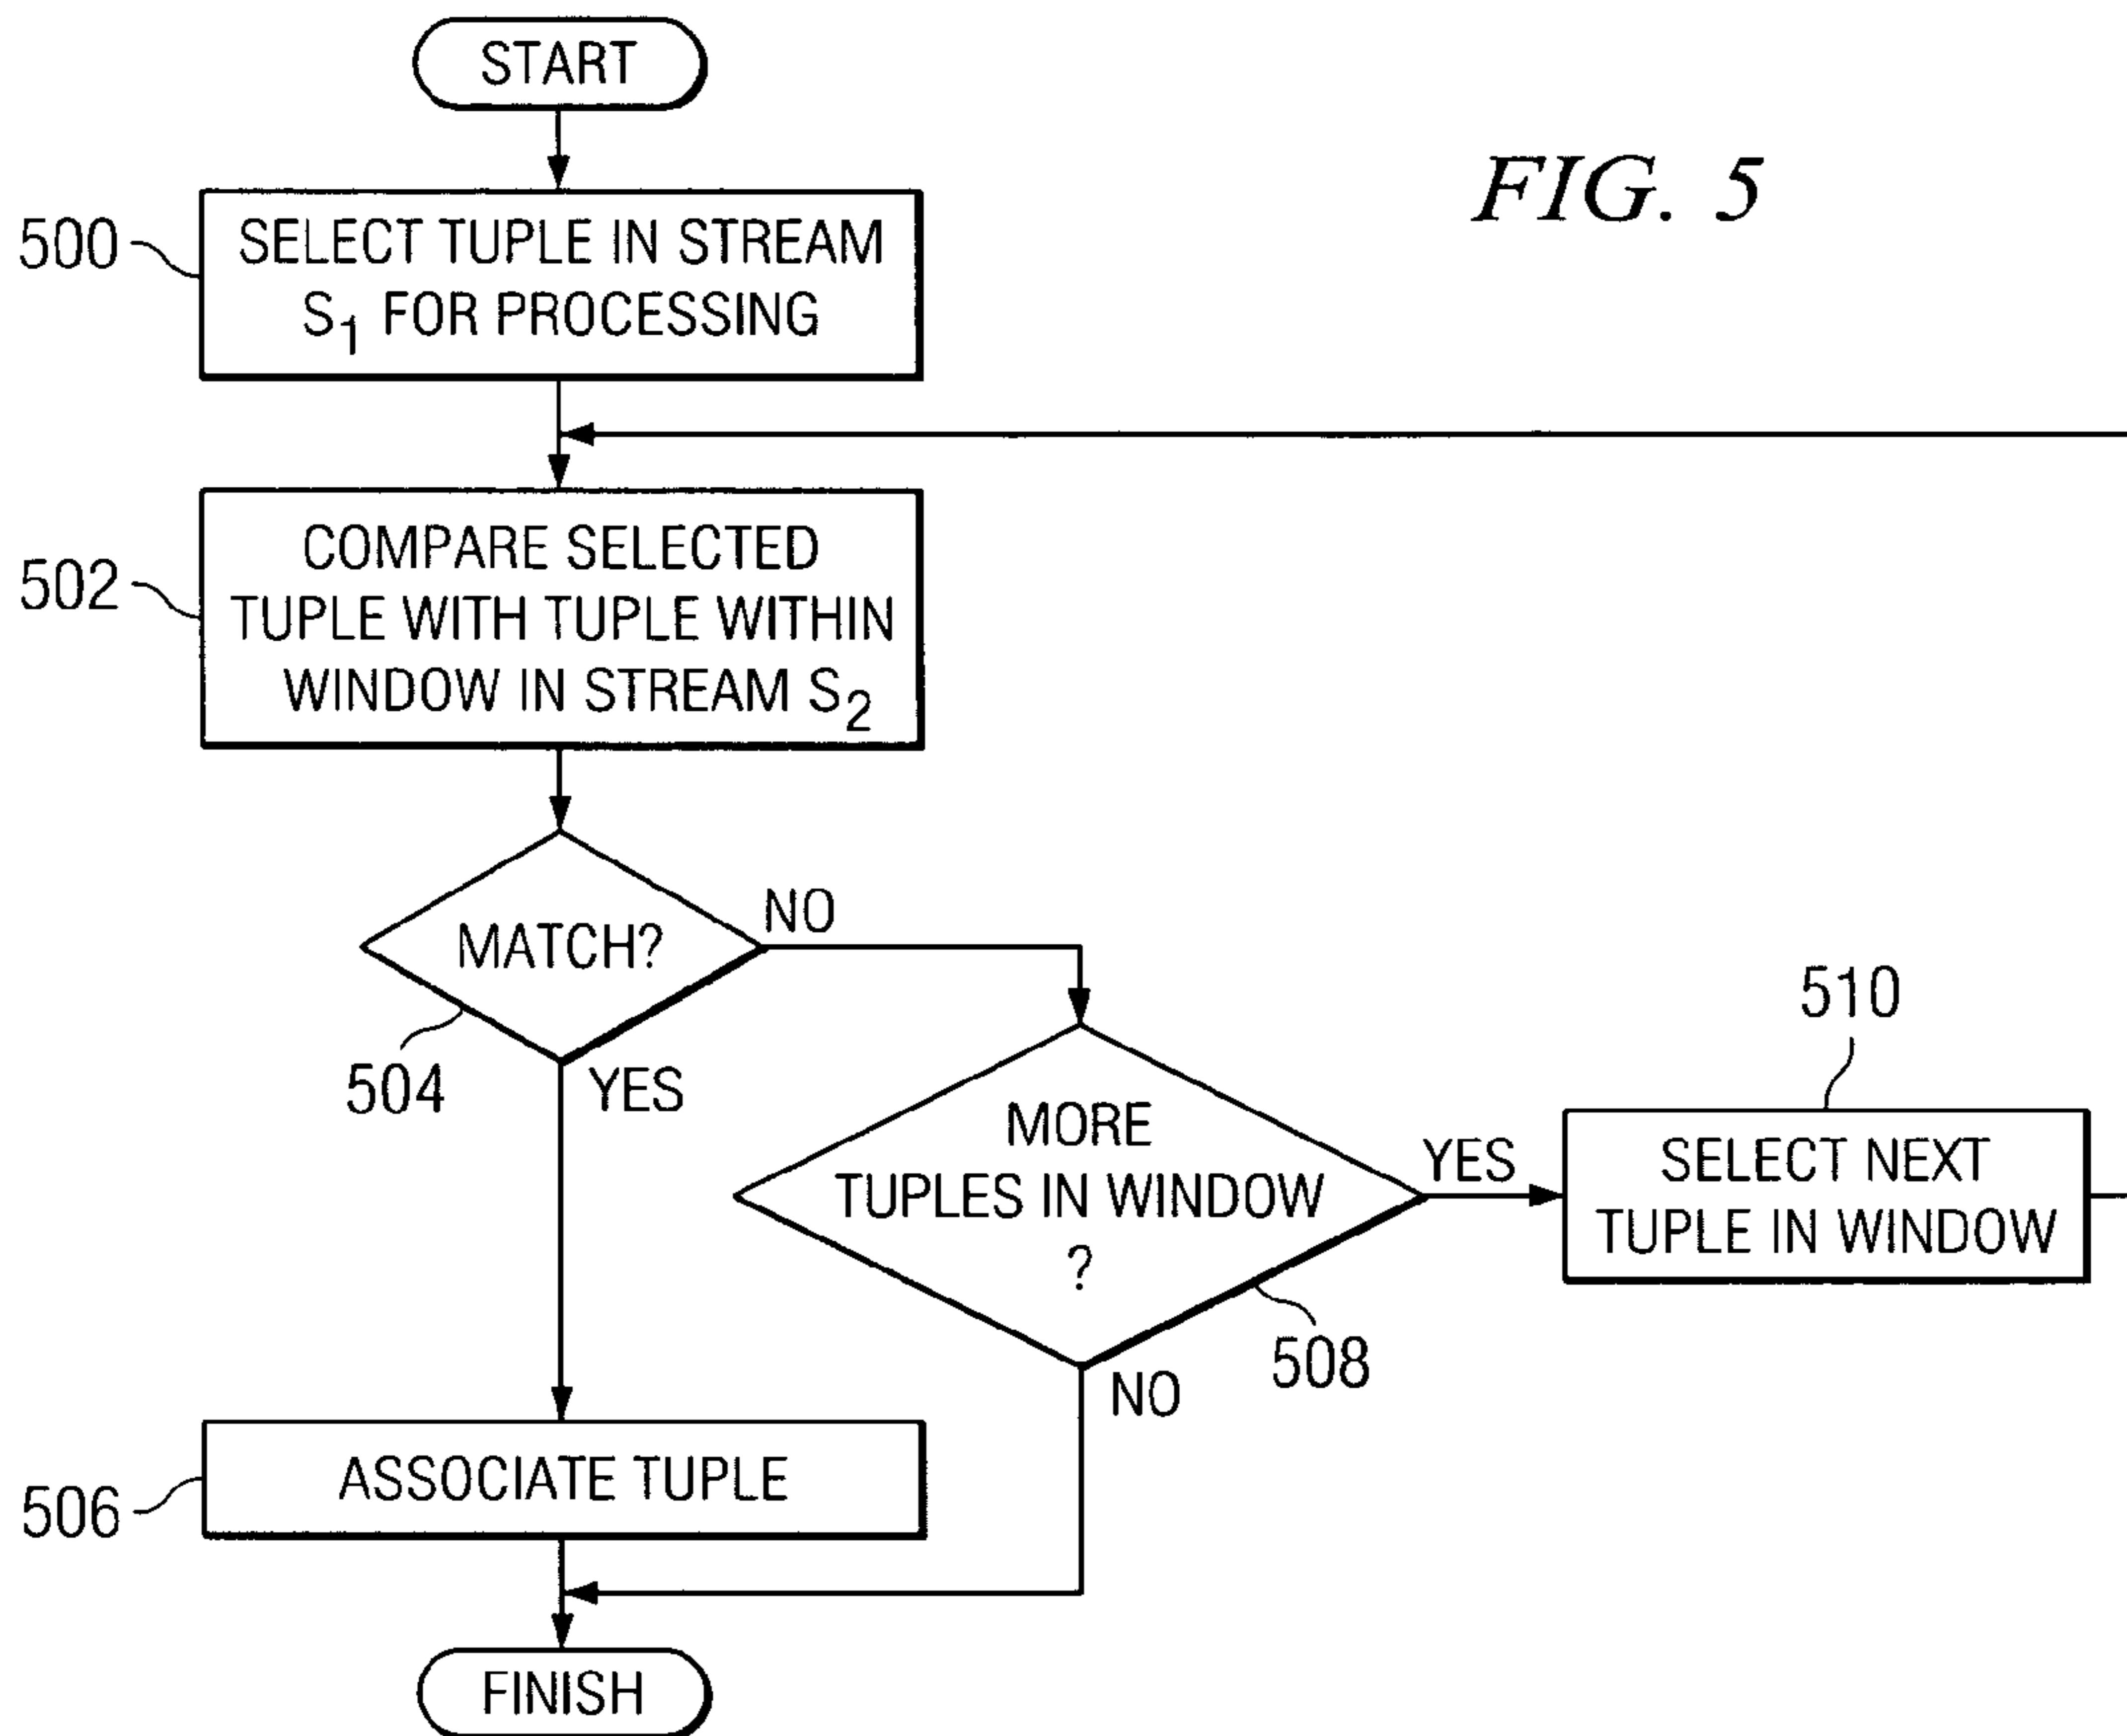 START
FIG. 5
500
SELECT TUPLE IN STREAM
S1 FOR PROCESSING
502
COMPARE SELECTED
TUPLE WITH TUPLE WITHIN
WINDOW IN STREAM S2
MATCH?
NO
504
YES
MORE
TUPLES IN WINDOW
?
508
YES
NO
510
SELECT NEXT
TUPLE IN WINDOW
506
ASSOCIATE TUPLE
FINISH